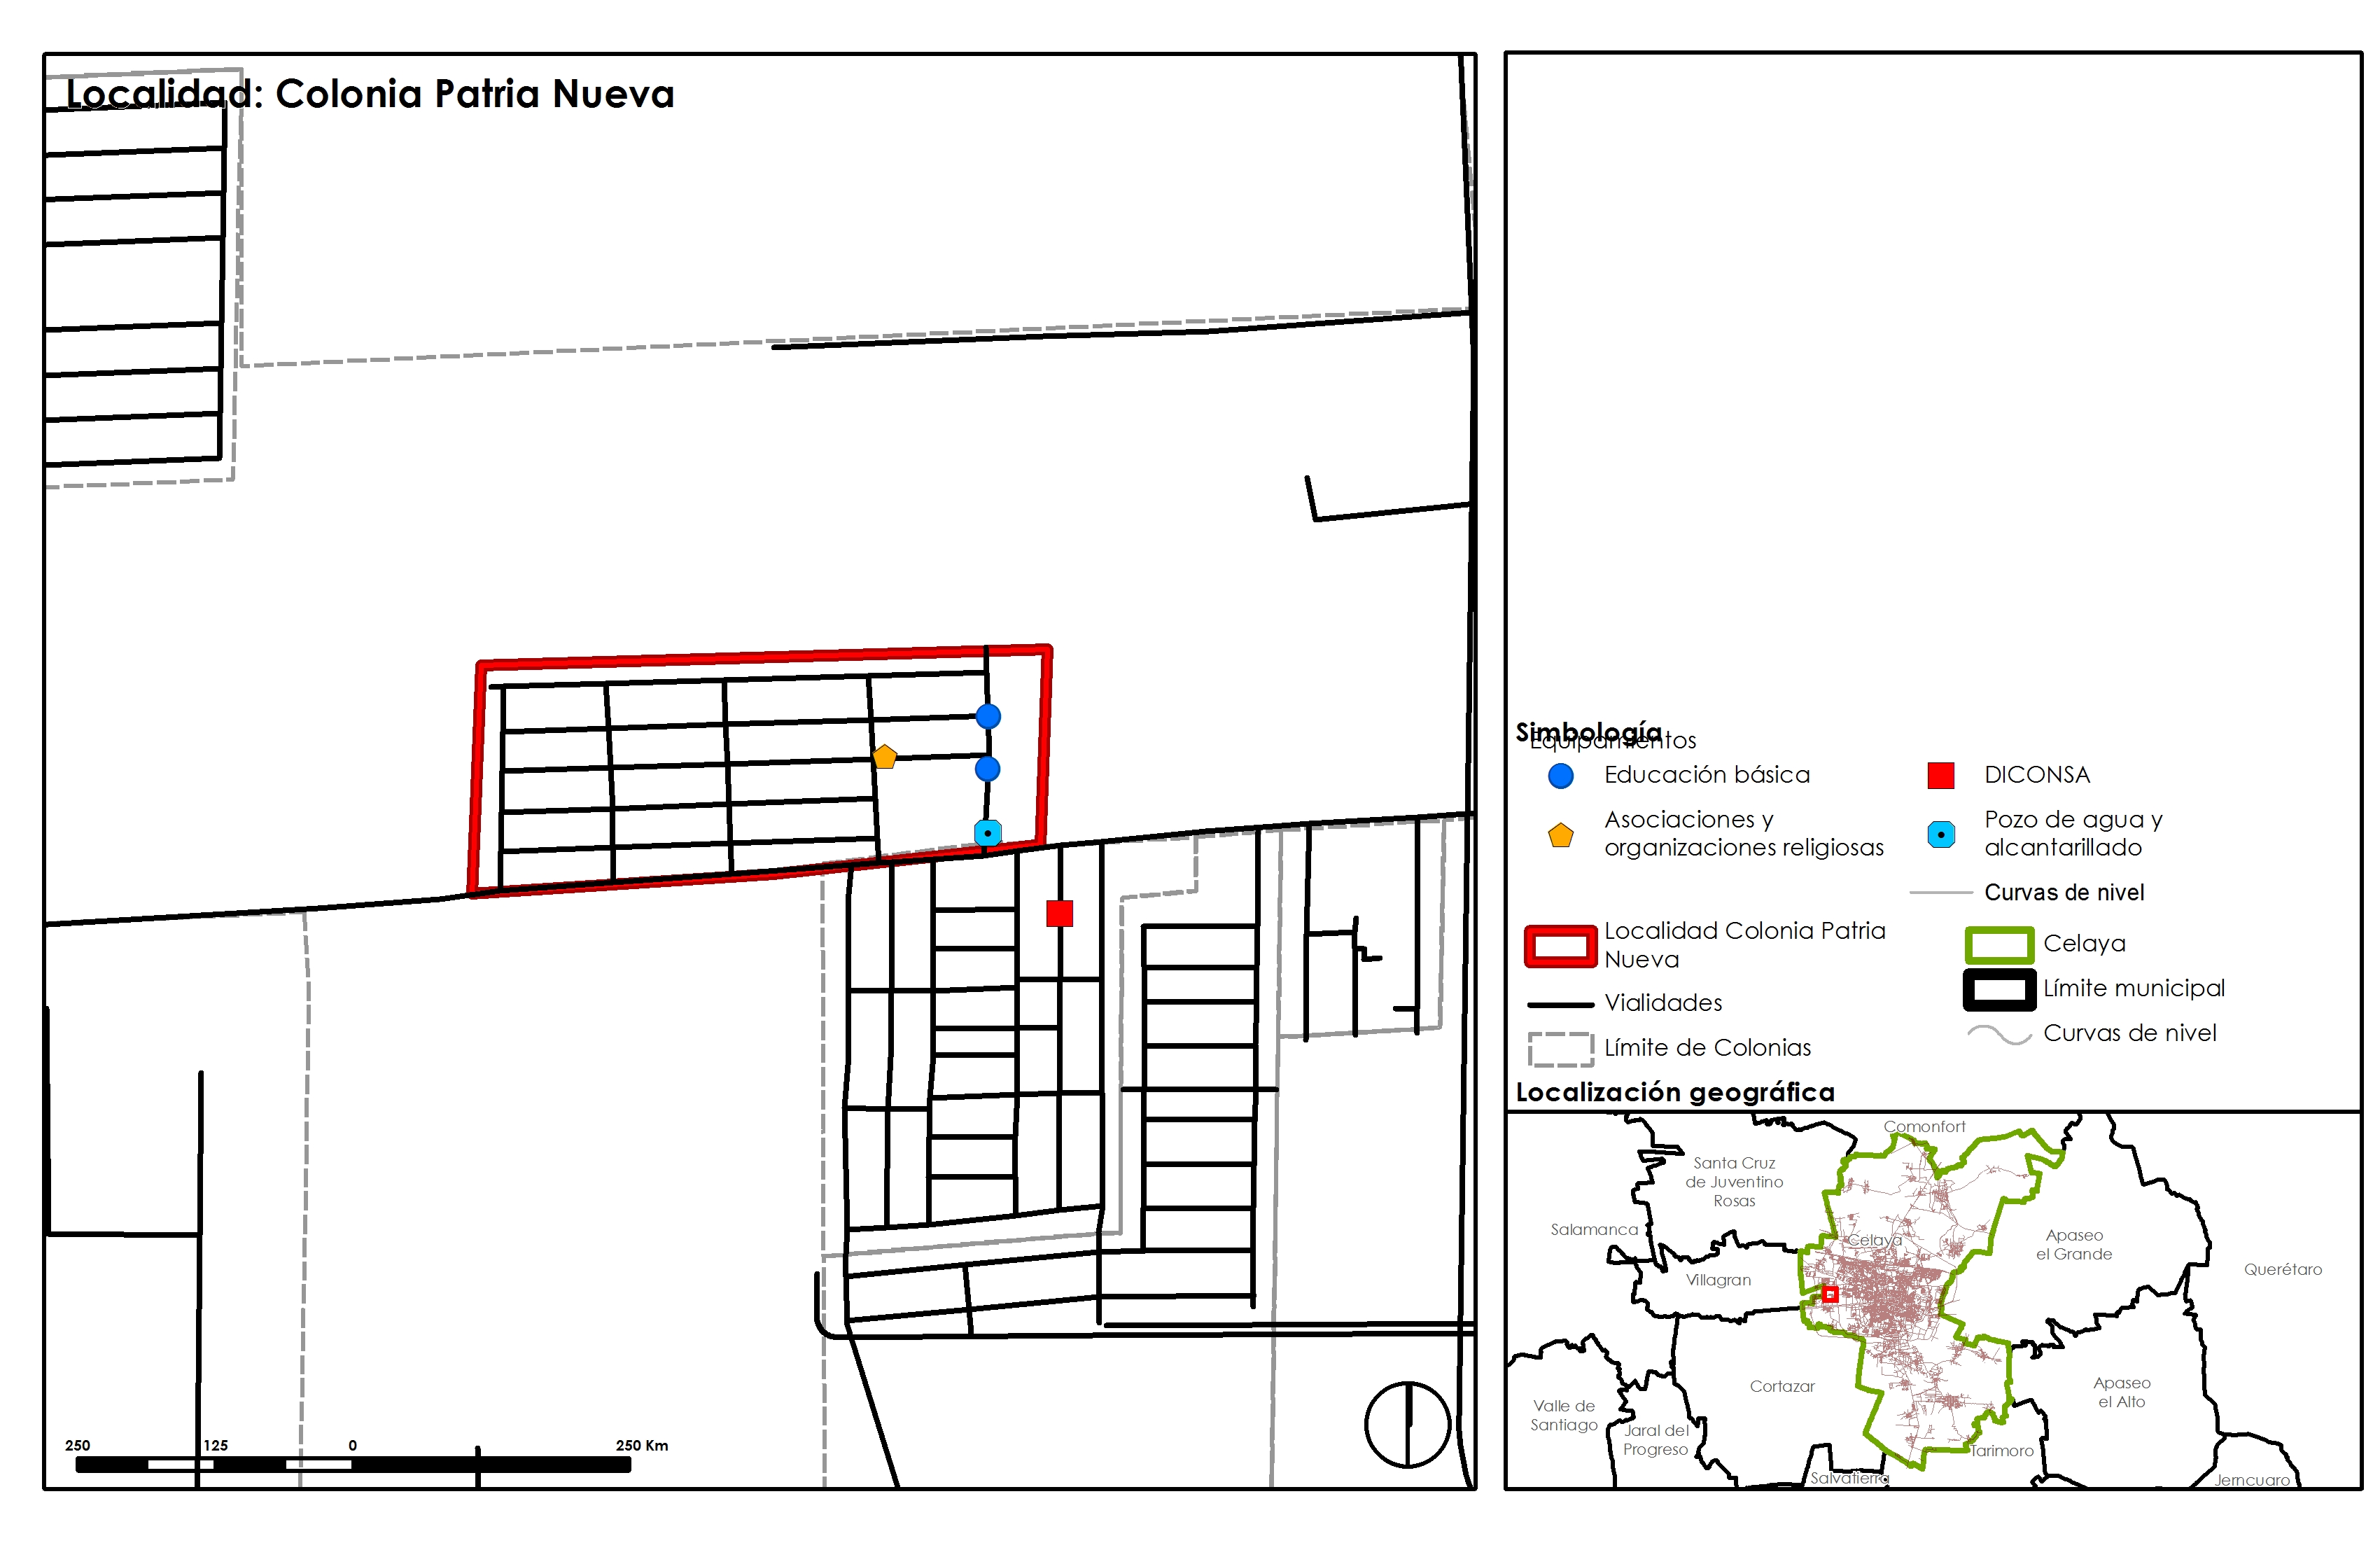 Localidad: Colonia Patria Nueva
250
125
0
250 Km
Simbología
Equipamientos
Educación básica
DICONSA
Asociaciones y
organizaciones religiosas
Pozo de agua y
alcantarillado
Curvas de nivel
Localidad Colonia Patria
Nueva
Celaya
Vialidades
Límite municipal
Límite de Colonias
Curvas de nivel
Localización geográfica
Comonfort
Santa Cruz
de Juventino
Rosas
Salamanca
Celaya
Apaseo
el Grande
Querétaro
Villagran
Cortazar
Apaseo
el Alto
Valle de
Santiago
Jaral del
Progreso
Tarimoro
Salvatierra
Jerncuaro